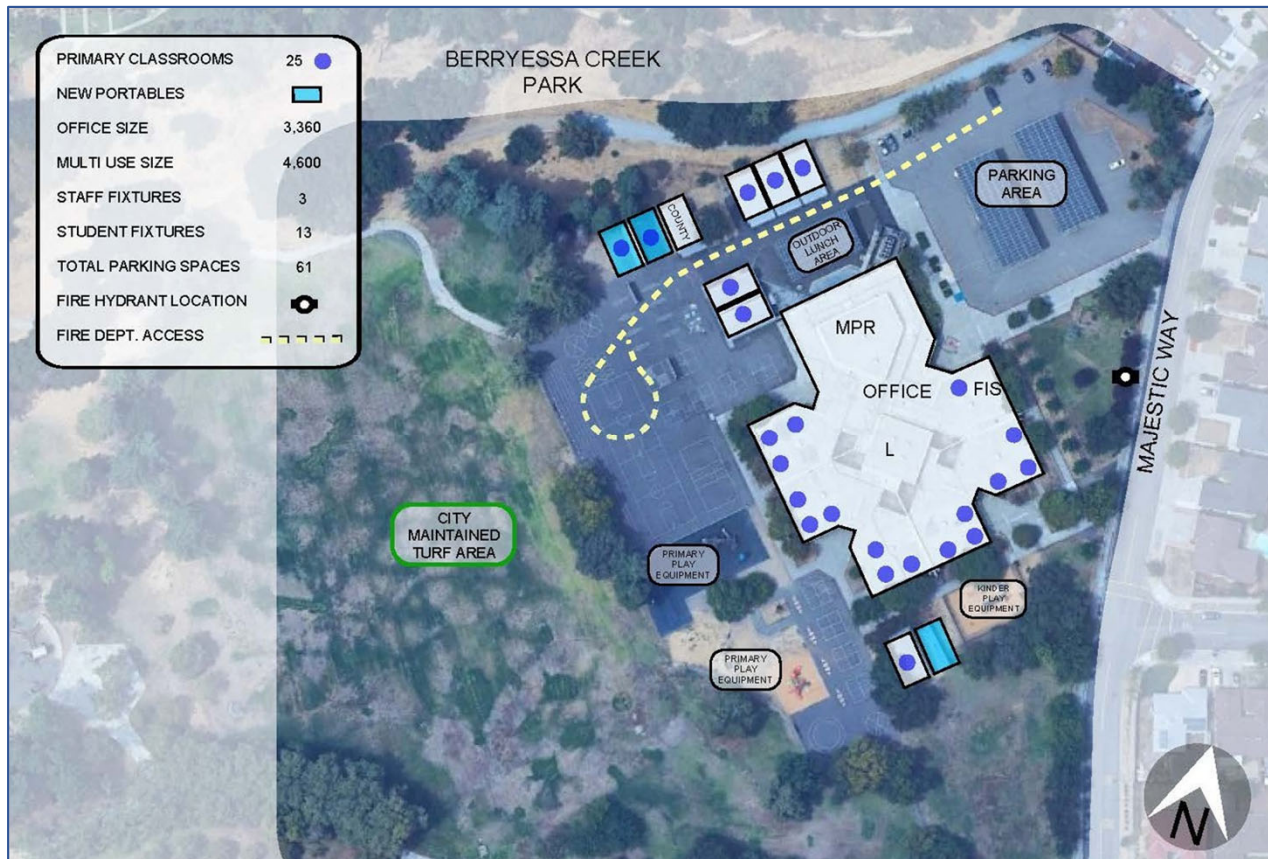 PRIMARY CLASSROOMS 25
NEW PORTABLES
OFFICE SIZE 3,360
MULTI USE SIZE 4,600
STAFF FIXTURES 3
STUDENT FIXTURES 13
TOTAL PARKING SPACES 61
FIRE HYDRANT LOCATION
FIRE DEPT. ACCESS
BERRYESSA CREEK
PARK
PARKING
AREA
COUNTY
OUTDOOR
LUNCH
AREA
MPR
OFFICE
FIS
L
MAJESTIC WAY
CITY
MAINTAINED
TURF AREA
PRIMARY
PLAY
EQUIPMENT
KINDER
PLAY
EQUIPMENT
PRIMARY
PLAY
EQUIPMENT
N